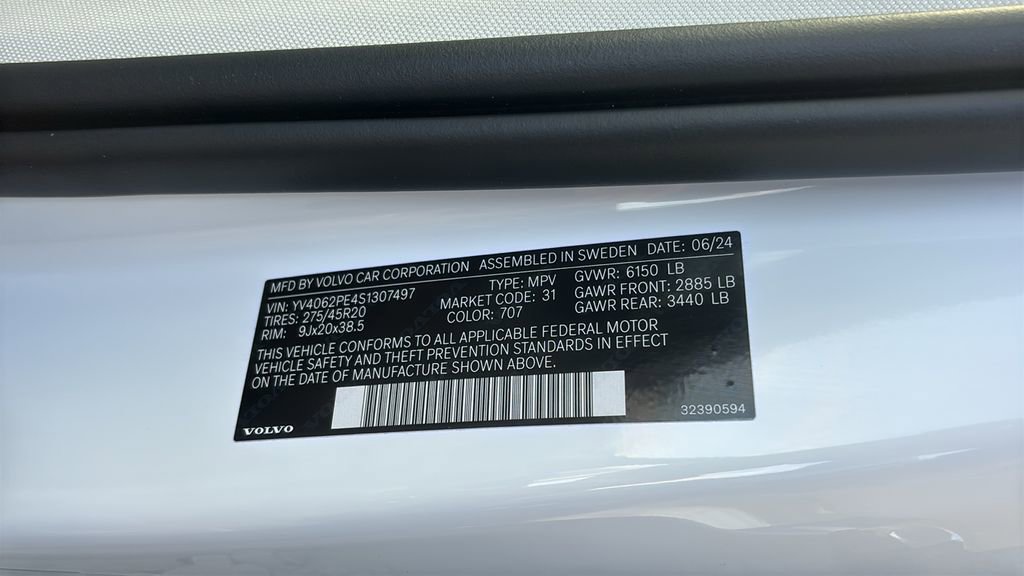 MFD BY VOLVO CAR CORPORATION ASSEMBLED IN SWEDEN DATE: 06/24
VIN: YV4062PE4S1307497 TYPE: MPV GVWR: 6150 LB
TIRES: 275/45R20 MARKET CODE: 31 GAWR FRONT: 2885 LB
RIM: 9Jx20x38.5 COLOR: 707 GAWR REAR: 3440 LB
THIS VEHICLE CONFORMS TO ALL APPLICABLE FEDERAL MOTOR
VEHICLE SAFETY AND THEFT PREVENTION STANDARDS IN EFFECT
ON THE DATE OF MANUFACTURE SHOWN ABOVE.
VOLVO 32390594